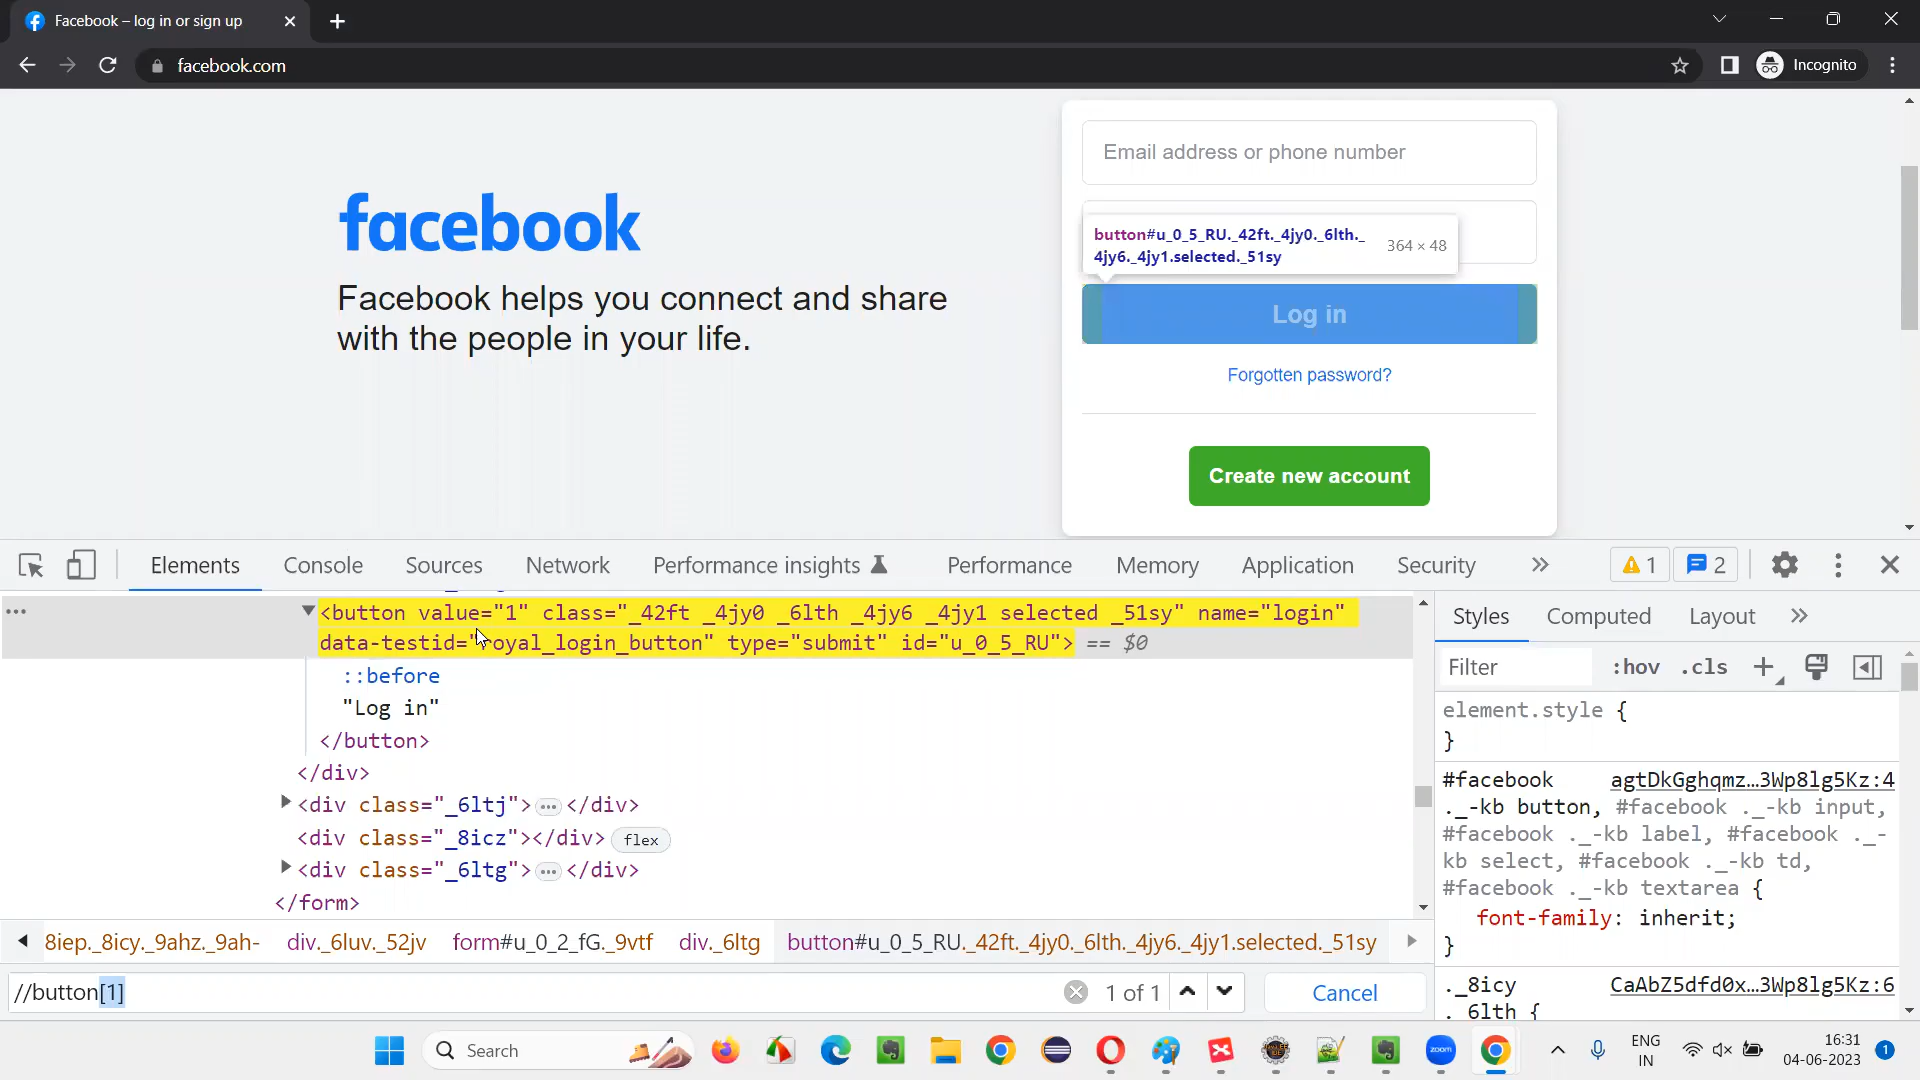 Facebook – log in or sign up
facebook.com
Incognito
Email address or phone number
facebook
Facebook helps you connect and share
with the people in your life.
button#u_0_5_RU._42ft._4jy0._6lth._
4jy6._4jy1.selected._51sy
364 × 48
Log in
Forgotten password?
Create new account
Elements
Console
Sources
Network
Performance insights
Performance
Memory
Application
Security
1
2
<button value="1" class="_42ft _4jy0 _6lth _4jy6 _4jy1 selected _51sy" name="login"
data-testid="royal_login_button" type="submit" id="u_0_5_RU"> == $0
::before
"Log in"
</button>
</div>
<div class="_6ltj"> </div>
<div class="_8icz"></div> flex
<div class="_6ltg"> </div>
</form>
8iep._8icy._9ahz._9ah-
div._6luv._52jv
form#u_0_2_fG._9vtf
div._6ltg
button#u_0_5_RU._42ft._4jy0._6lth._4jy6._4jy1.selected._51sy
//button[1]
1 of 1
Cancel
Styles
Computed
Layout
Filter
:hov
.cls
element.style {
}
#facebook agtDkGghqmz…3Wp8lg5Kz:4
._-kb button, #facebook ._-kb input,
#facebook ._-kb label, #facebook ._-
kb select, #facebook ._-kb td,
#facebook ._-kb textarea {
font-family: inherit;
}
._8icy CaAbZ5dfd0x…3Wp8lg5Kz:6
._6lth {
Search
zoom
ENG
IN
16:31
04-06-2023
1